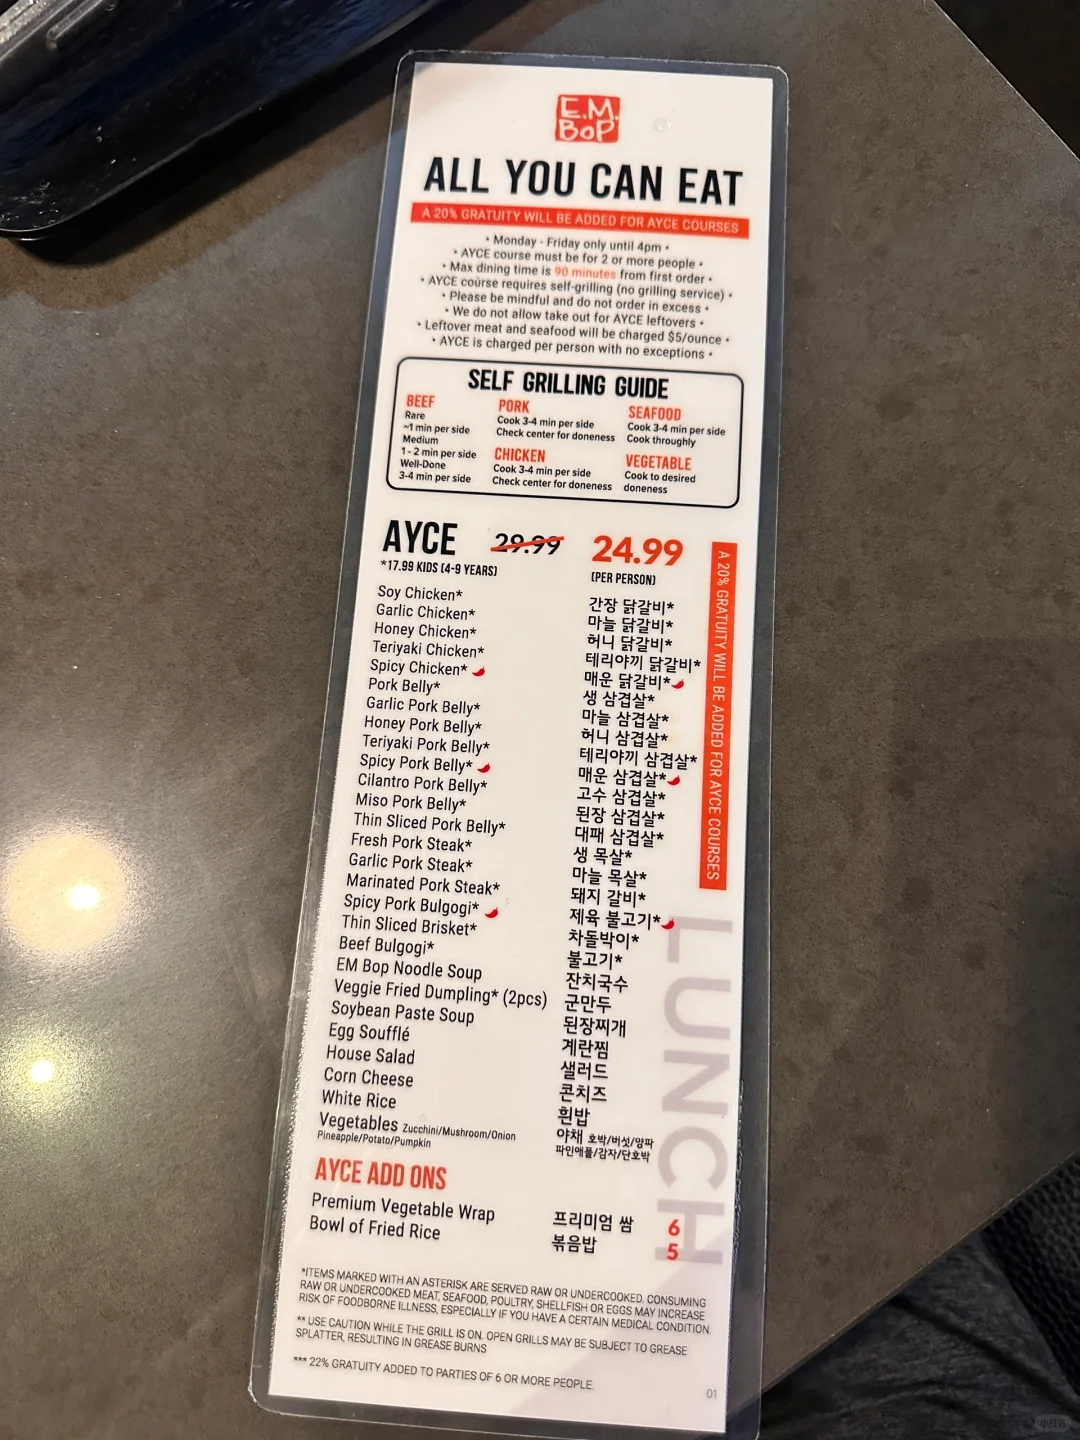 E.M.
BOP
ALL YOU CAN EAT
A 20% GRATUITY WILL BE ADDED FOR AYCE COURSES
• Monday - Friday only until 4pm •
• AYCE course must be for 2 or more people •
• Max dining time is 90 minutes from first order •
• AYCE course requires self-grilling (no grilling service) •
• Please be mindful and do not order in excess •
• We do not allow take out for AYCE leftovers •
• Leftover meat and seafood will be charged $5/ounce •
• AYCE is charged per person with no exceptions •
SELF GRILLING GUIDE
BEEF
Rare
~1 min per side
Medium
1 - 2 min per side
Well-Done
3-4 min per side
PORK
Cook 3-4 min per side
Check center for doneness
CHICKEN
Cook 3-4 min per side
Check center for doneness
SEAFOOD
Cook 3-4 min per side
Cook throughly
VEGETABLE
Cook to desired
doneness
AYCE 29.99 24.99
*17.99 KIDS (4-9 YEARS) (PER PERSON)
Soy Chicken* 간장 닭갈비*
Garlic Chicken* 마늘 닭갈비*
Honey Chicken* 허니 닭갈비*
Teriyaki Chicken* 테리야끼 닭갈비*
Spicy Chicken* 매운 닭갈비*
Pork Belly* 생 삼겹살*
Garlic Pork Belly* 마늘 삼겹살*
Honey Pork Belly* 허니 삼겹살*
Teriyaki Pork Belly* 테리야끼 삼겹살*
Spicy Pork Belly* 매운 삼겹살*
Cilantro Pork Belly* 고수 삼겹살*
Miso Pork Belly* 된장 삼겹살*
Thin Sliced Pork Belly* 대패 삼겹살*
Fresh Pork Steak* 생 목살*
Garlic Pork Steak* 마늘 목살*
Marinated Pork Steak* 돼지 갈비*
Spicy Pork Bulgogi* 제육 불고기*
Thin Sliced Brisket* 차돌박이*
Beef Bulgogi* 불고기*
EM Bop Noodle Soup 잔치국수
Veggie Fried Dumpling* (2pcs) 군만두
Soybean Paste Soup 된장찌개
Egg Soufflé 계란찜
House Salad 샐러드
Corn Cheese 콘치즈
White Rice 흰밥
Vegetables Zucchini/Mushroom/Onion 야채 호박/버섯/양파
Pineapple/Potato/Pumpkin 파인애플/감자/단호박
A 20% GRATUITY WILL BE ADDED FOR AYCE COURSES
LUNCH
AYCE ADD ONS
Premium Vegetable Wrap 프리미엄 쌈 6
Bowl of Fried Rice 볶음밥 5
*ITEMS MARKED WITH AN ASTERISK ARE SERVED RAW OR UNDERCOOKED. CONSUMING
RAW OR UNDERCOOKED MEAT, SEAFOOD, POULTRY, SHELLFISH OR EGGS MAY INCREASE
RISK OF FOODBORNE ILLNESS, ESPECIALLY IF YOU HAVE A CERTAIN MEDICAL CONDITION.
** USE CAUTION WHILE THE GRILL IS ON. OPEN GRILLS MAY BE SUBJECT TO GREASE
SPLATTER, RESULTING IN GREASE BURNS
*** 22% GRATUITY ADDED TO PARTIES OF 6 OR MORE PEOPLE.
01